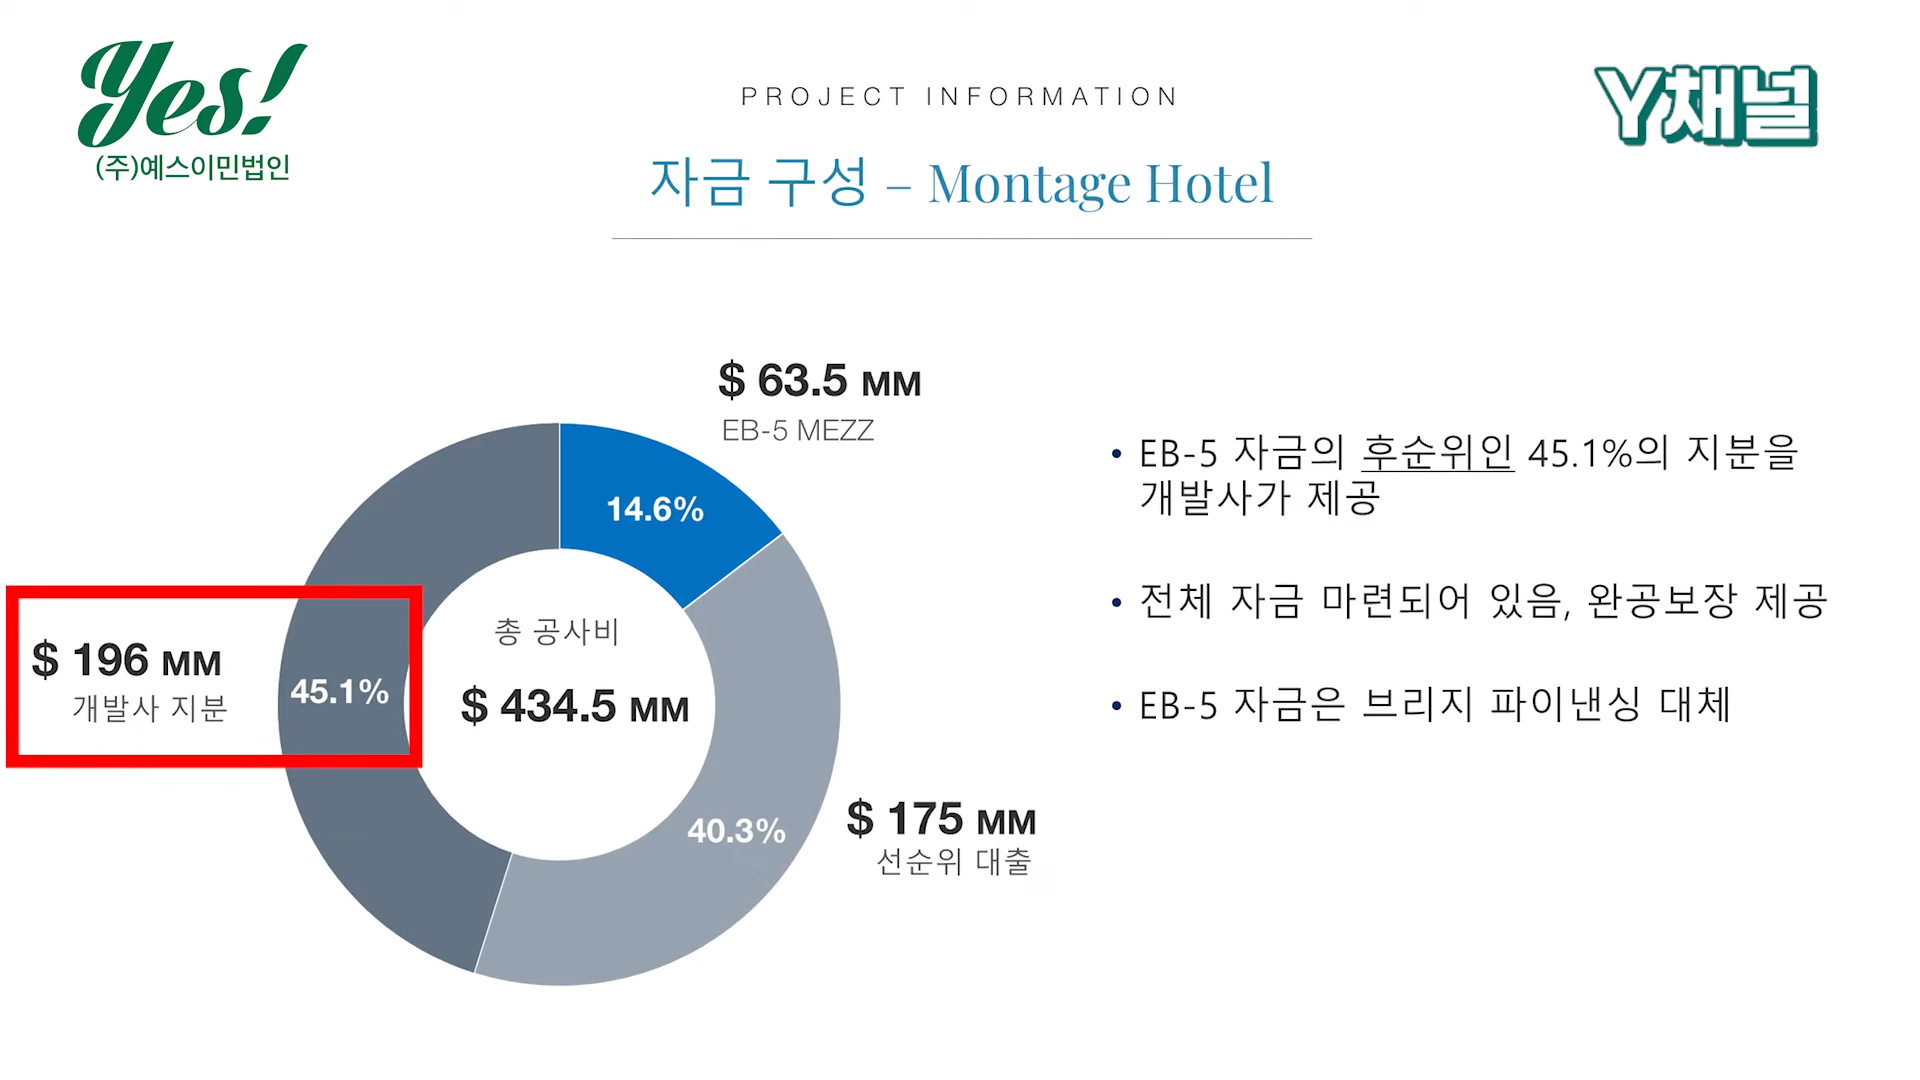 Yes!
(주)예스이민법인
PROJECT INFORMATION
Y채널
자금 구성 – Montage Hotel
$ 63.5 MM
EB-5 MEZZ
14.6%
$ 196 MM
개발사 지분
45.1%
총 공사비
$ 434.5 MM
40.3%
$ 175 MM
선순위 대출
• EB-5 자금의 후순위인 45.1%의 지분을
개발사가 제공
• 전체 자금 마련되어 있음, 완공보장 제공
• EB-5 자금은 브리지 파이낸싱 대체